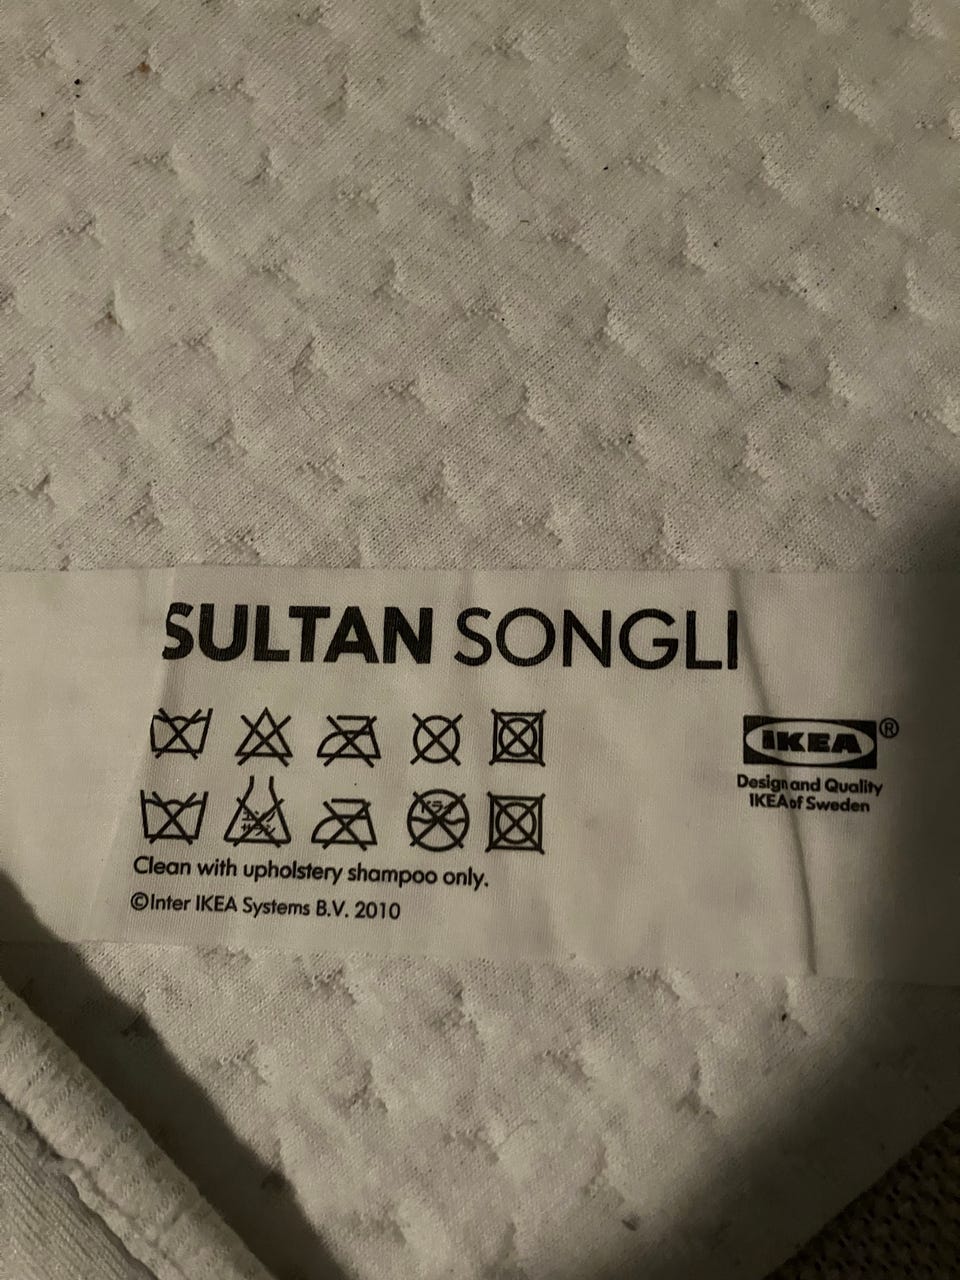 SULTAN SONGLI
IKEA®
Design and Quality
IKEA of Sweden
Clean with upholstery shampoo only.
©Inter IKEA Systems B.V. 2010